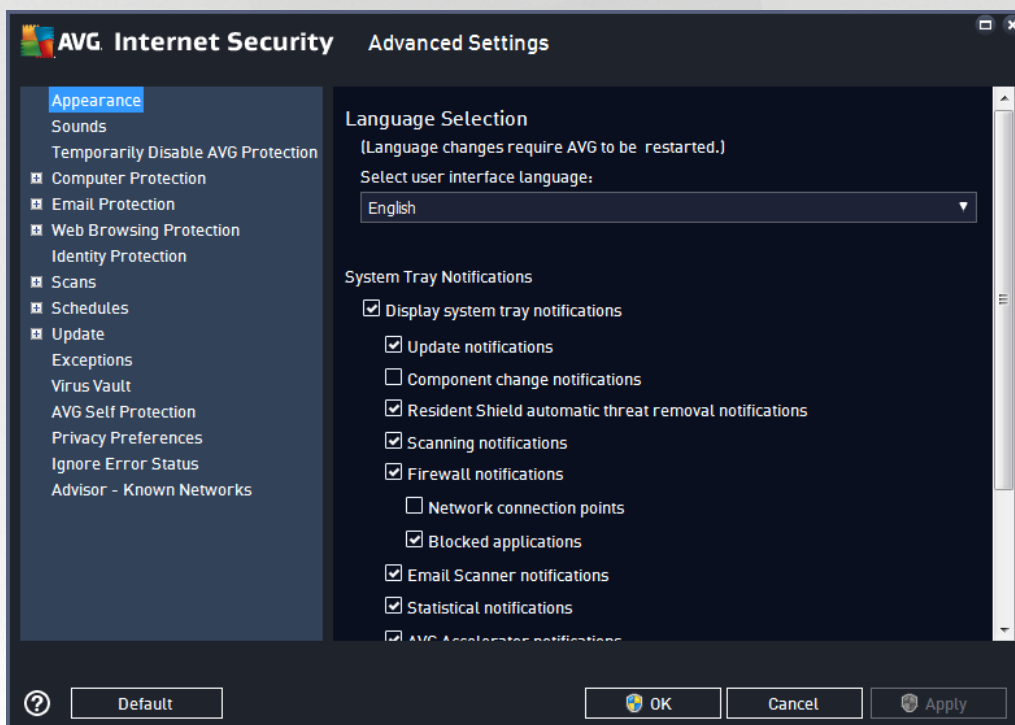 AVG. Internet Security Advanced Settings
Appearance
Sounds
Temporarily Disable AVG Protection
Computer Protection
Email Protection
Web Browsing Protection
Identity Protection
Scans
Schedules
Update
Exceptions
Virus Vault
AVG Self Protection
Privacy Preferences
Ignore Error Status
Advisor - Known Networks
Language Selection
(Language changes require AVG to be restarted.)
Select user interface language:
English
System Tray Notifications
Display system tray notifications
Update notifications
Component change notifications
Resident Shield automatic threat removal notifications
Scanning notifications
Firewall notifications
Network connection points
Blocked applications
Email Scanner notifications
Statistical notifications
AVG Accelerator notifications
Default
OK
Cancel
Apply